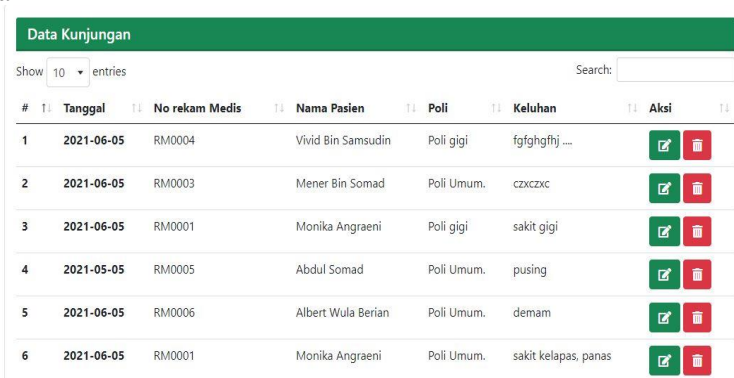 Data Kunjungan
Show 10 entries Search:
# Tanggal No rekam Medis Nama Pasien Poli Keluhan Aksi
1 2021-06-05 RM0004 Vivid Bin Samsudin Poli gigi fgfghgfhj ....
2 2021-06-05 RM0003 Mener Bin Somad Poli Umum. czxczxc
3 2021-06-05 RM0001 Monika Angraeni Poli gigi sakit gigi
4 2021-05-05 RM0005 Abdul Somad Poli Umum. pusing
5 2021-06-05 RM0006 Albert Wula Berian Poli Umum. demam
6 2021-06-05 RM0001 Monika Angraeni Poli Umum. sakit kelapas, panas